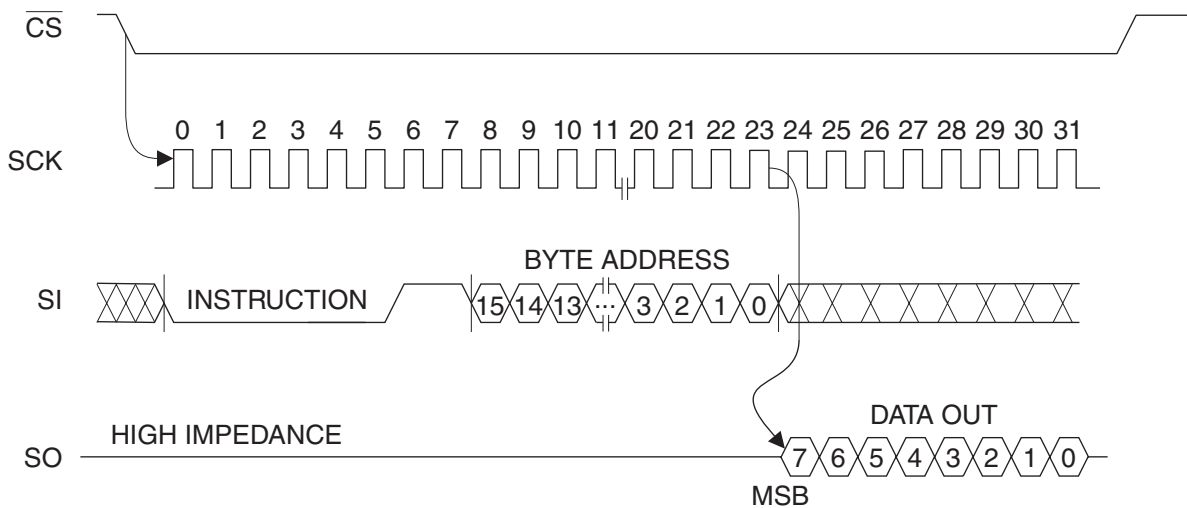 CS
0 1 2 3 4 5 6 7 8 9 10 11 20 21 22 23 24 25 26 27 28 29 30 31
SCK
BYTE ADDRESS
SI INSTRUCTION 15 14 13 ... 3 2 1 0
HIGH IMPEDANCE DATA OUT
SO 7 6 5 4 3 2 1 0
MSB